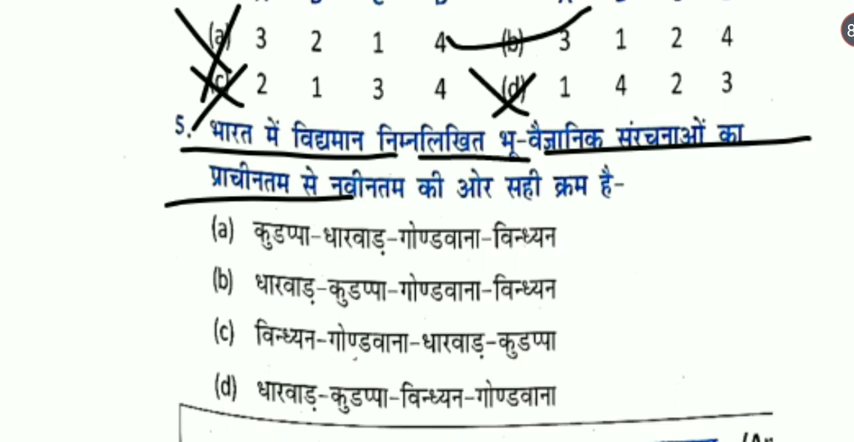 (a) 3 2 1 4 (b) 3 1 2 4
(c) 2 1 3 4 (d) 1 4 2 3
5. भारत में विद्यमान निम्नलिखित भू-वैज्ञानिक संरचनाओं का
प्राचीनतम से नवीनतम की ओर सही क्रम है-
(a) कुडप्पा-धारवाड़-गोण्डवाना-विन्ध्यन
(b) धारवाड़-कुडप्पा-गोण्डवाना-विन्ध्यन
(c) विन्ध्यन-गोण्डवाना-धारवाड़-कुडप्पा
(d) धारवाड़-कुडप्पा-विन्ध्यन-गोण्डवाना